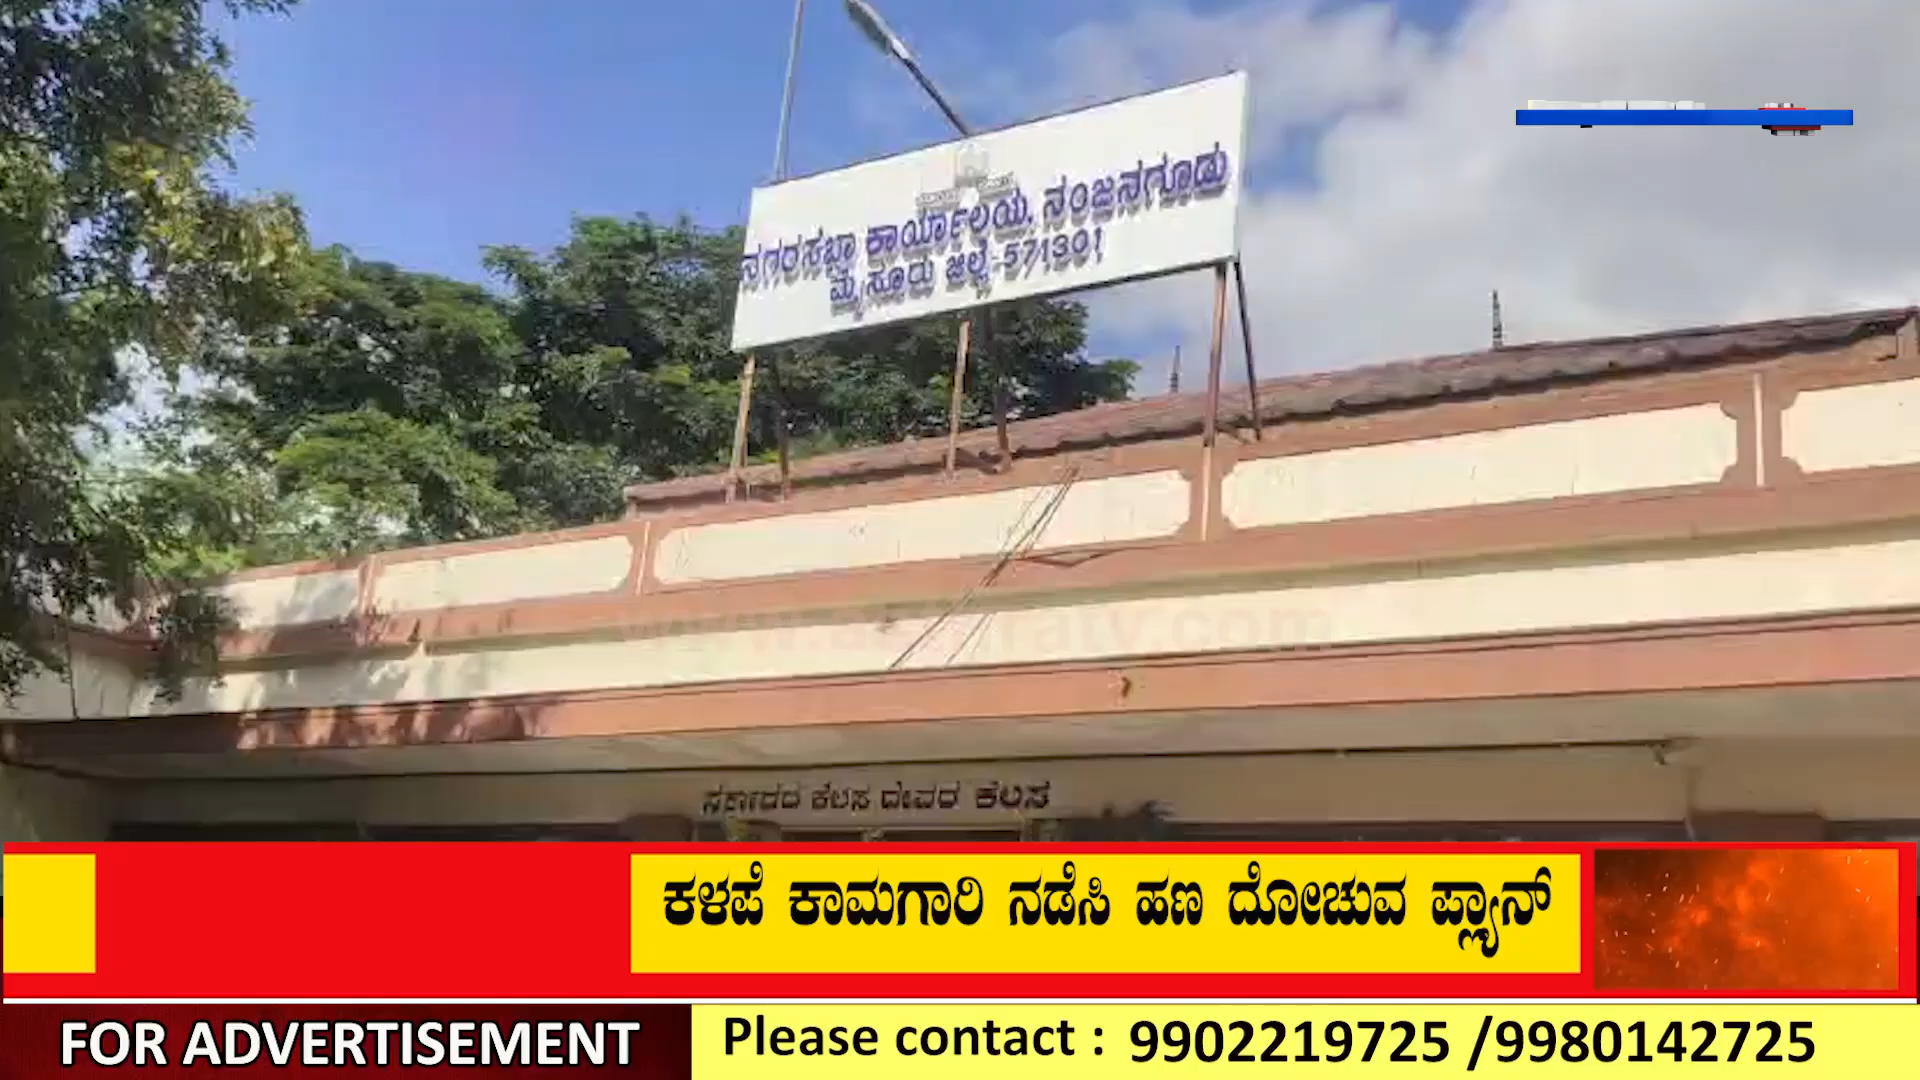 ನಗರಸಭಾ ಕಾರ್ಯಾಲಯ, ನಂಜನಗೂಡು
ಮೈಸೂರು ಜಿಲ್ಲೆ-571301
ಸರ್ಕಾರದ ಕೆಲಸ ದೇವರ ಕೆಲಸ
ಕಳಪೆ ಕಾಮಗಾರಿ ನಡೆಸಿ ಹಣ ದೋಚುವ ಪ್ಲ್ಯಾನ್
FOR ADVERTISEMENT
Please contact : 9902219725 /9980142725